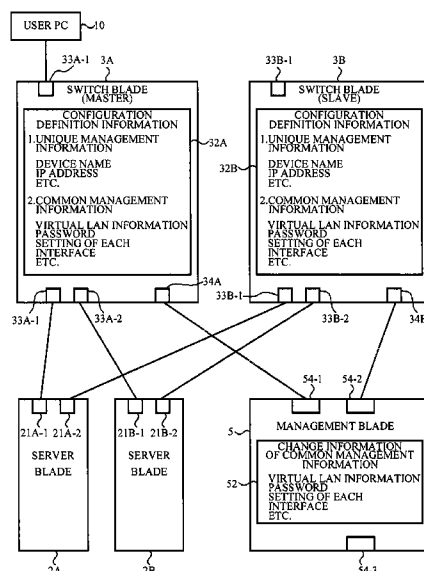 USER PC
10
33A-1
3A
33B-1
3B
SWITCH BLADE
(MASTER)
CONFIGURATION
DEFINITION INFORMATION
1.UNIQUE MANAGEMENT
INFORMATION
DEVICE NAME
IP ADDRESS
ETC.
2.COMMON MANAGEMENT
INFORMATION
VIRTUAL LAN INFORMATION
PASSWORD
SETTING OF EACH
INTERFACE
ETC.
32A
SWITCH BLADE
(SLAVE)
CONFIGURATION
DEFINITION INFORMATION
1.UNIQUE MANAGEMENT
INFORMATION
DEVICE NAME
IP ADDRESS
ETC.
2.COMMON MANAGEMENT
INFORMATION
VIRTUAL LAN INFORMATION
PASSWORD
SETTING OF EACH
INTERFACE
ETC.
32B
33A-1
33A-2
34A
33B-1
33B-2
34B
21A-1
21A-2
SERVER
BLADE
2A
21B-1
21B-2
SERVER
BLADE
2B
54-1
54-2
5
MANAGEMENT BLADE
52
CHANGE INFORMATION
OF COMMON MANAGEMENT
INFORMATION
VIRTUAL LAN INFORMATION
PASSWORD
SETTING OF EACH
INTERFACE
ETC.
54-3